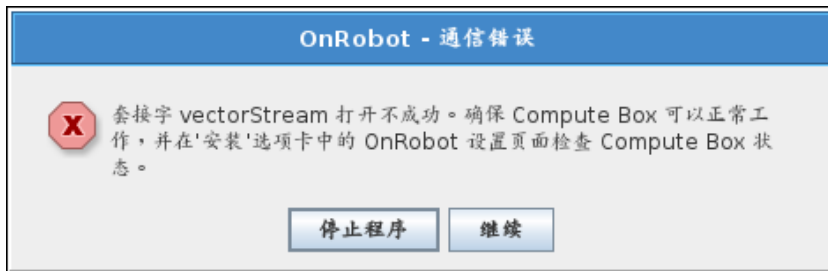 OnRobot - 通信错误
套接字 vectorStream 打开不成功。确保 Compute Box 可以正常工
作，并在'安装'选项卡中的 OnRobot 设置页面检查 Compute Box 状
态。
停止程序 继续